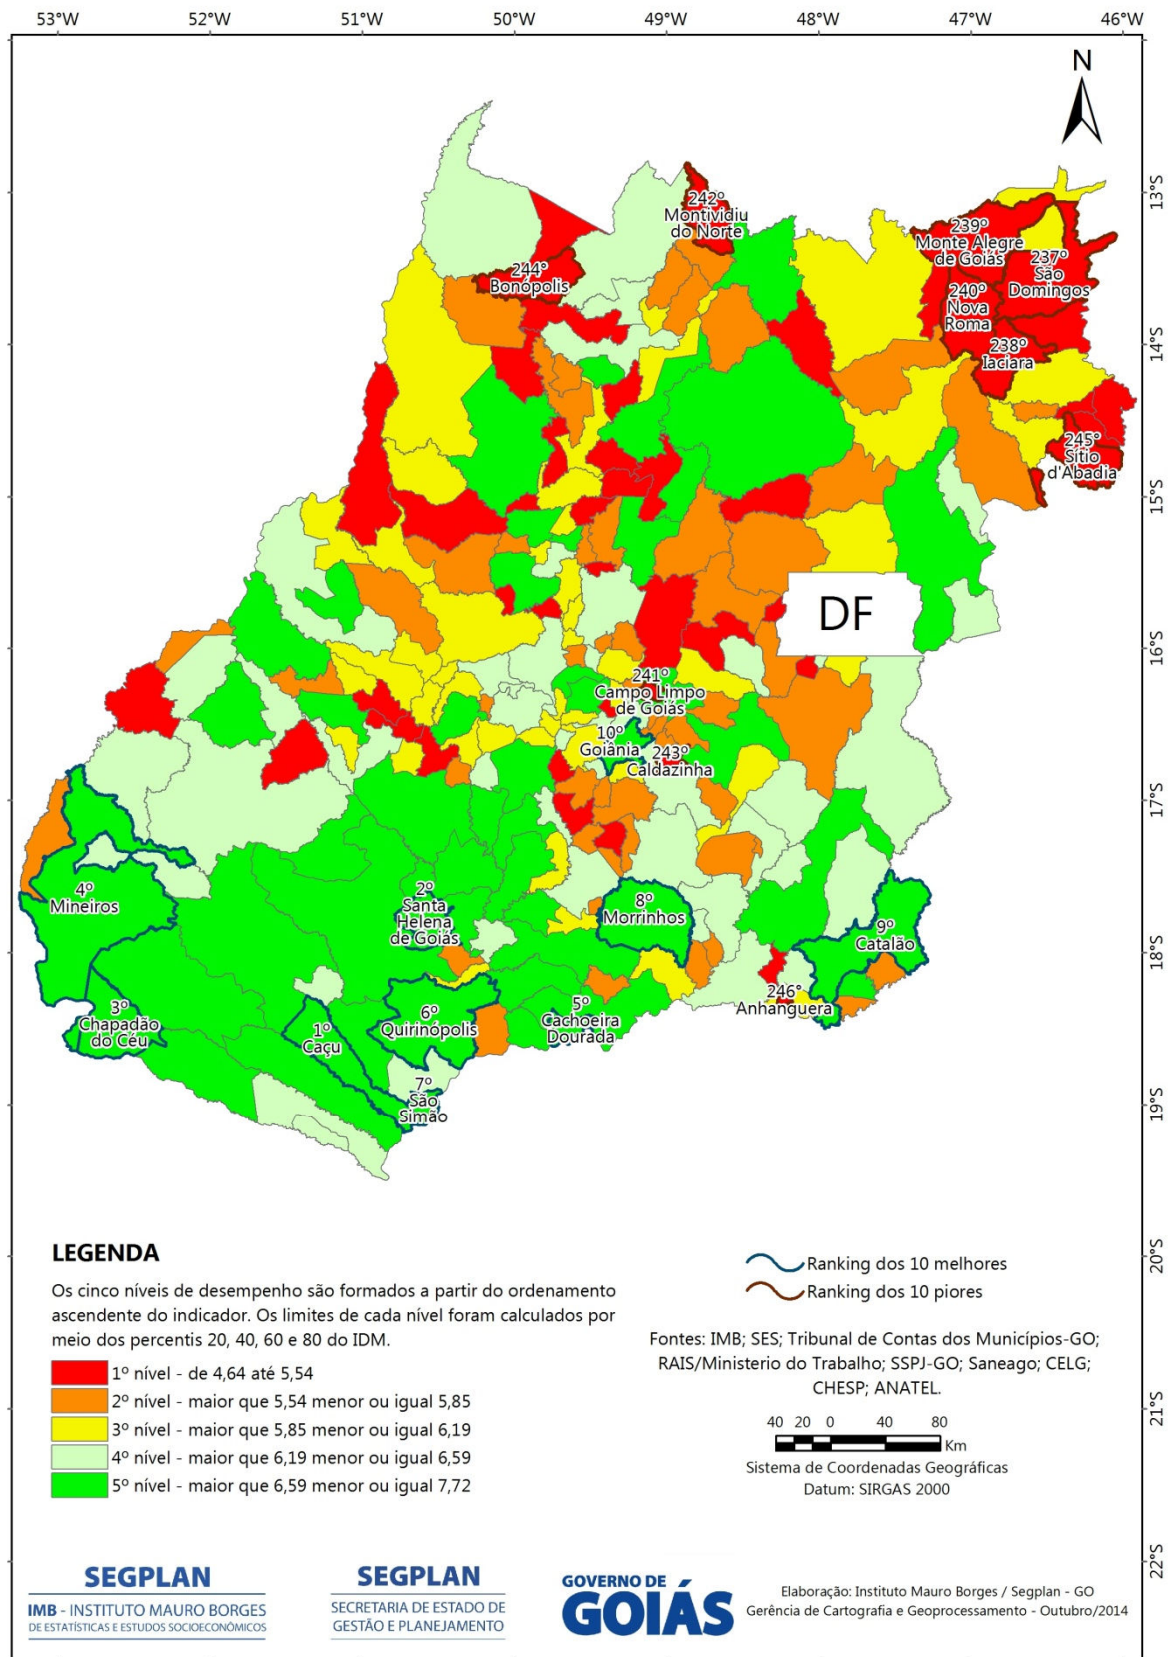 53°W 52°W 51°W 50°W 49°W 48°W 47°W 46°W
N
13°S
242º
Montividiu
do Norte
239º
Monte Alegre
de Goiás
237º
São
Domingos
244°
Bonópolis
240º
Nova
Roma
14°S
238º
Iaciara
245°
Sítio
d'Abadia
15°S
DF
16°S
241º
Campo Limpo
de Goiás
10º
Goiânia
243º
Caldazinha
17°S
4º
Mineiros
2º
Santa
Helena
de Goiás
8º
Morrinhos
9º
Catalão
18°S
246°
Anhanguera
3º
Chapadão
do Céu
1º
Caçu
6º
Quirinópolis
5º
Cachoeira
Dourada
7º
São
Simão
19°S
20°S
21°S
22°S
LEGENDA
Os cinco níveis de desempenho são formados a partir do ordenamento
ascendente do indicador. Os limites de cada nível foram calculados por
meio dos percentis 20, 40, 60 e 80 do IDM.
1º nível - de 4,64 até 5,54
2º nível - maior que 5,54 menor ou igual 5,85
3º nível - maior que 5,85 menor ou igual 6,19
4º nível - maior que 6,19 menor ou igual 6,59
5º nível - maior que 6,59 menor ou igual 7,72
Ranking dos 10 melhores
Ranking dos 10 piores
Fontes: IMB; SES; Tribunal de Contas dos Municípios-GO;
RAIS/Ministerio do Trabalho; SSPJ-GO; Saneago; CELG;
CHESP; ANATEL.
40 20 0 40 80
Km
Sistema de Coordenadas Geográficas
Datum: SIRGAS 2000
SEGPLAN
IMB - INSTITUTO MAURO BORGES
DE ESTATÍSTICAS E ESTUDOS SOCIOECONÔMICOS
SEGPLAN
SECRETARIA DE ESTADO DE
GESTÃO E PLANEJAMENTO
GOVERNO DE
GOIÁS
Elaboração: Instituto Mauro Borges / Segplan - GO
Gerência de Cartografia e Geoprocessamento - Outubro/2014